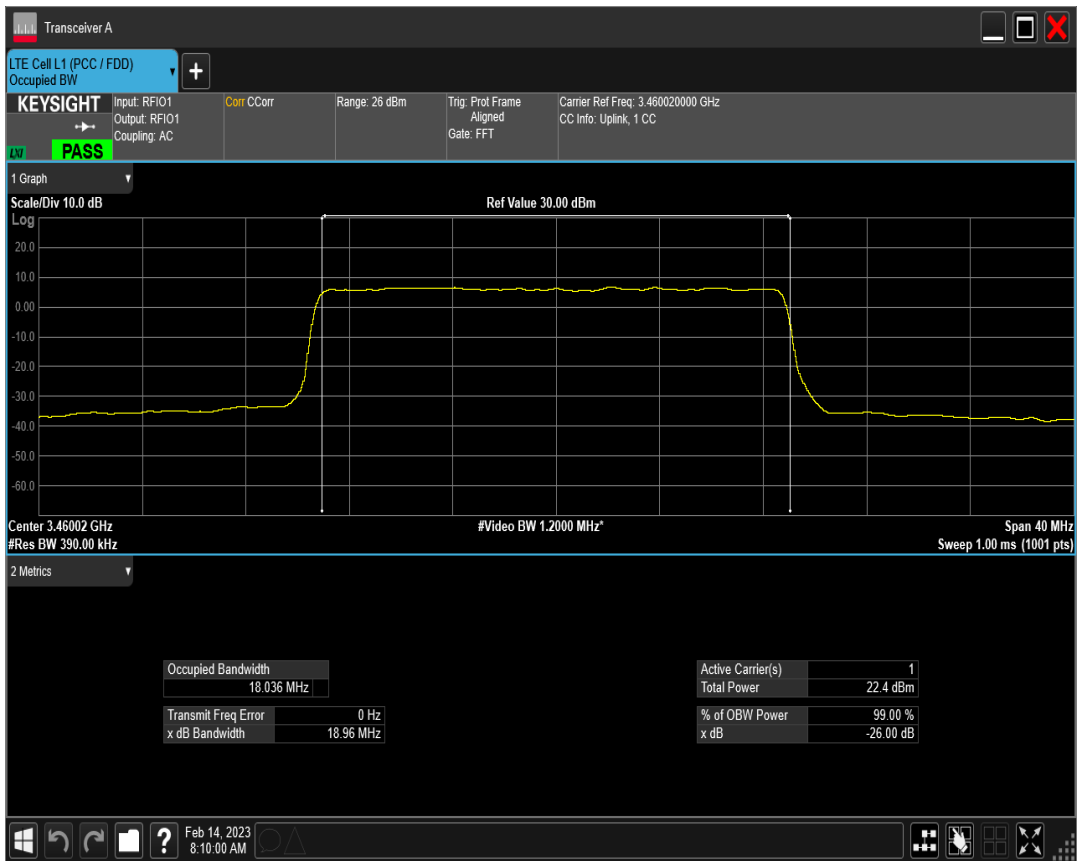 Transceiver A
LTE Cell L1 (PCC / FDD)
Occupied BW
+
KEYSIGHT
LXI
PASS
Input: RFIO1
Output: RFIO1
Coupling: AC
Corr CCorr
Range: 26 dBm
Trig: Prot Frame
Aligned
Gate: FFT
Carrier Ref Freq: 3.460020000 GHz
CC Info: Uplink, 1 CC
1 Graph
Scale/Div 10.0 dB
Ref Value 30.00 dBm
Log
20.0
10.0
0.00
-10.0
-20.0
-30.0
-40.0
-50.0
-60.0
Center 3.46002 GHz
#Video BW 1.2000 MHz*
Span 40 MHz
#Res BW 390.00 kHz
Sweep 1.00 ms (1001 pts)
2 Metrics
Occupied Bandwidth
18.036 MHz
Transmit Freq Error 0 Hz
x dB Bandwidth 18.96 MHz
Active Carrier(s) 1
Total Power 22.4 dBm
% of OBW Power 99.00 %
x dB -26.00 dB
?
Feb 14, 2023
8:10:00 AM